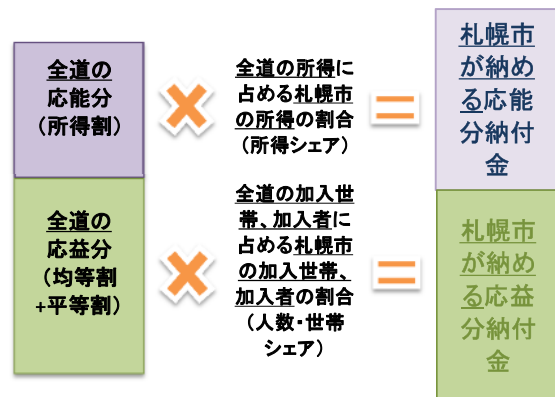 全道の
応能分
（所得割）
全道の所得に
占める札幌市
の所得の割合
（所得シェア）
札幌市
が納め
る応能
分納付
金
全道の
応益分
（均等割
+平等割）
全道の加入世
帯、加入者に
占める札幌市
の加入世帯、
加入者の割合
（人数・世帯
シェア）
札幌市
が納め
る応益
分納付
金